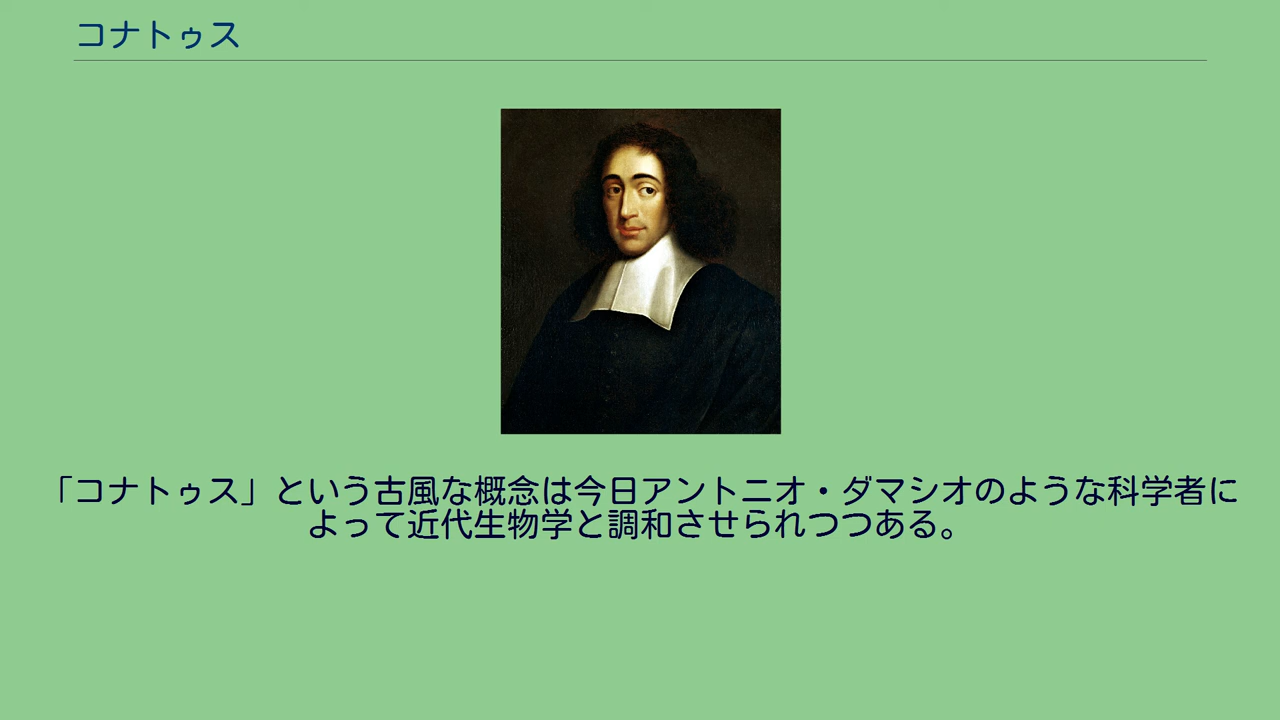 コナトゥス
「コナトゥス」という古風な概念は今日アントニオ・ダマシオのような科学者に
よって近代生物学と調和させられつつある。